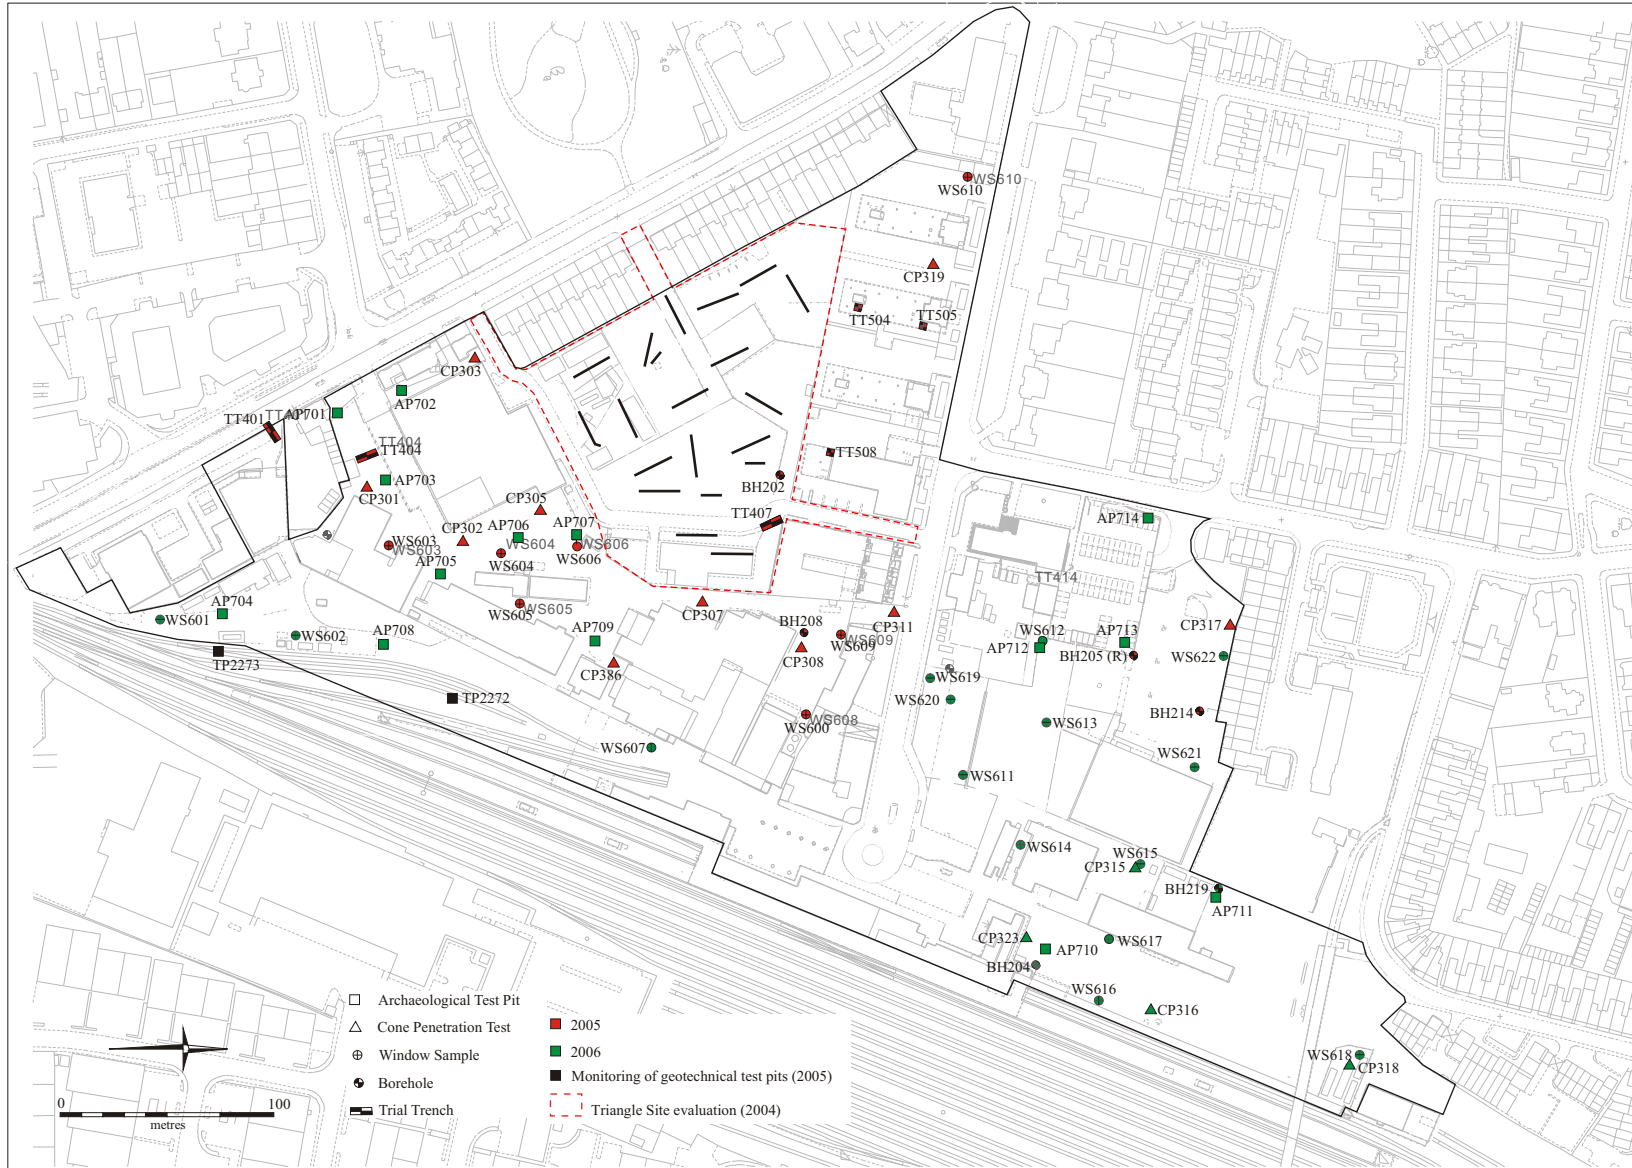 WS610
WS610
CP319
TT504
TT505
CP303
AP702
AP701
TT401
TT401
TT404
TT404
TT508
AP703
CP301
BH202
CP305
TT407
AP714
CP302
AP706
AP707
WS603
WS603
WS604
WS604
WS606
WS606
AP705
TT414
WS605
WS605
AP704
WS601
WS602
AP708
AP709
CP307
BH208
CP311
WS609
WS609
CP308
WS612
AP712
AP713
BH205 (R)
CP317
WS622
TP2273
CP386
WS619
TP2272
WS620
WS608
WS600
WS613
BH214
WS607
WS611
WS621
WS614
WS615
CP315
BH219
AP711
CP323
AP710
WS617
BH204
WS616
CP316
WS618
CP318
Archaeological Test Pit
Cone Penetration Test
Window Sample
Borehole
Trial Trench
2005
2006
Monitoring of geotechnical test pits (2005)
Triangle Site evaluation (2004)
0
100
metres